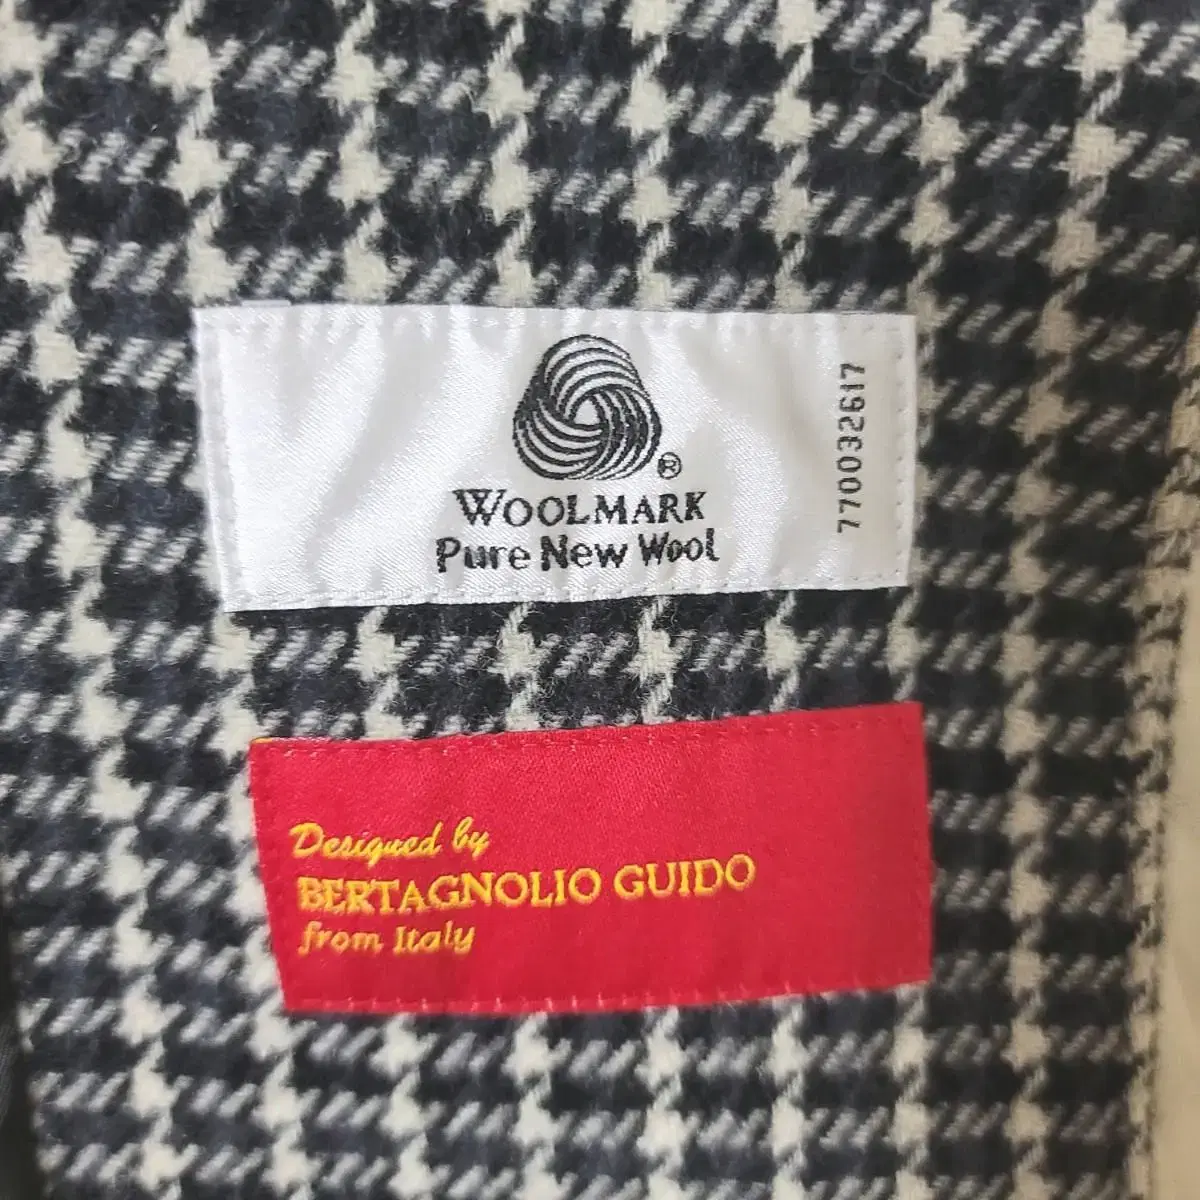 ®
WOOLMARK
Pure New Wool
770032617
Designed by
BERTAGNOLIO GUIDO
from Italy